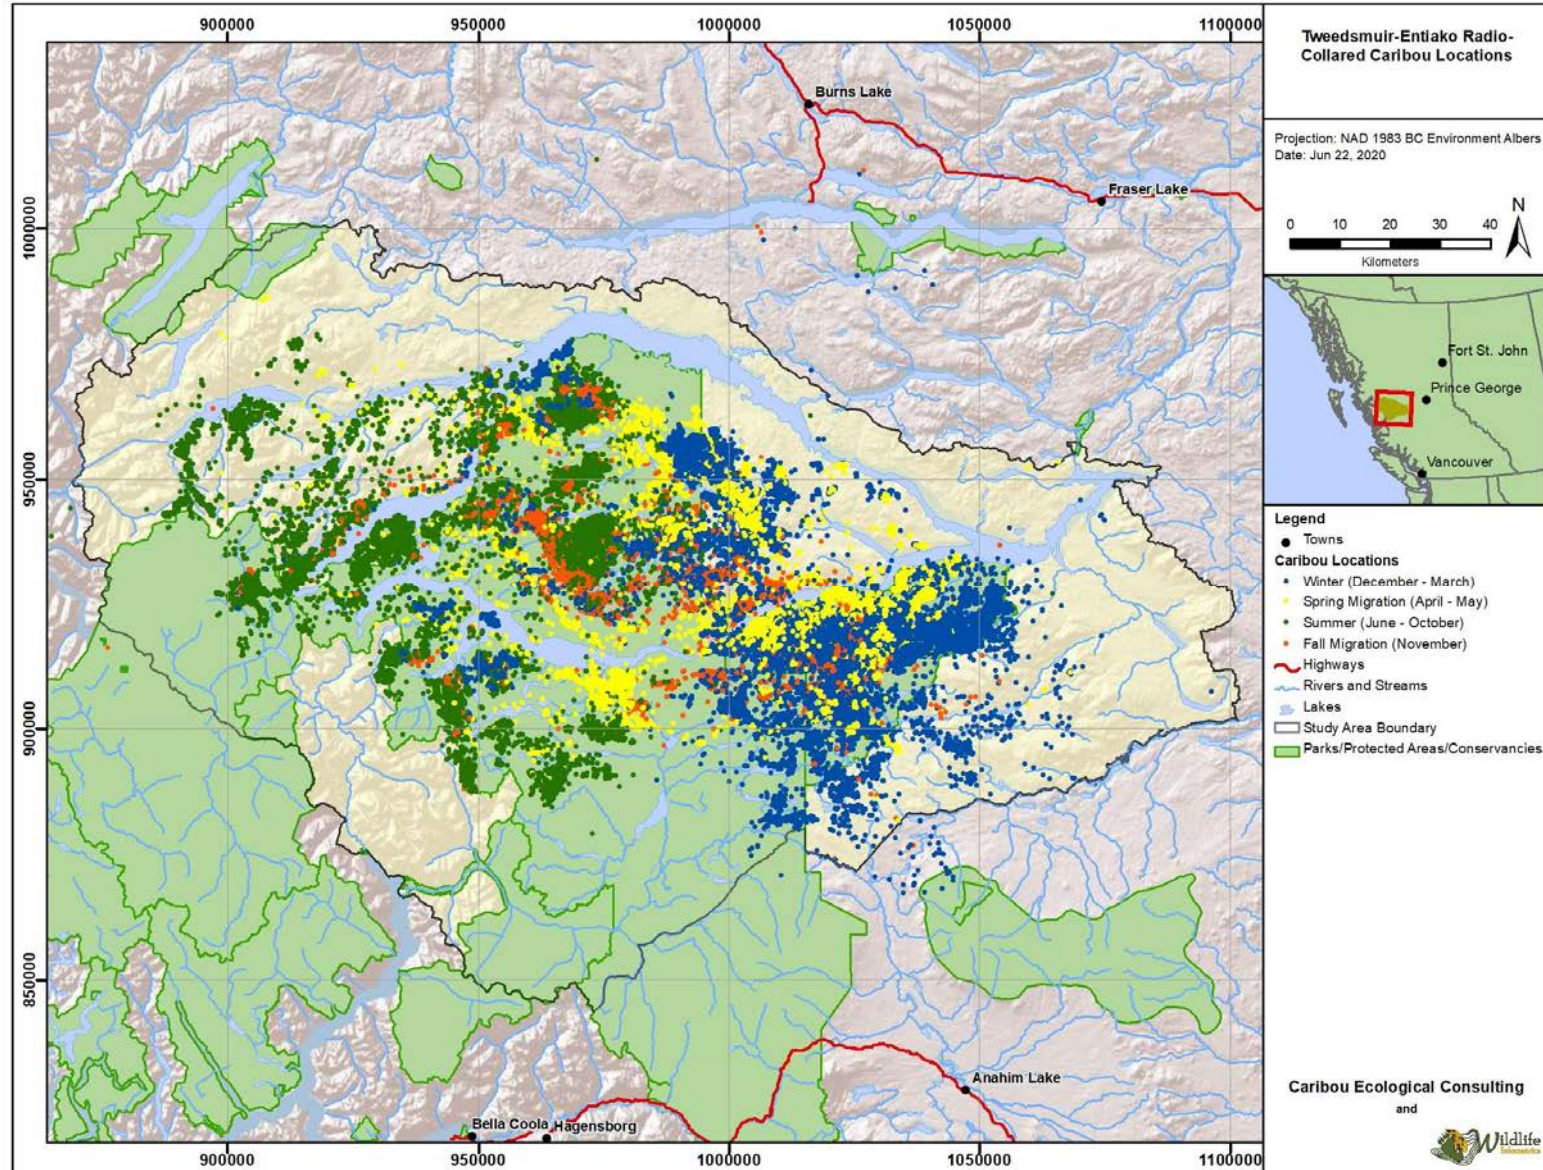 900000
950000
1000000
1050000
1100000
Tweedsmuir-Entiako Radio-
Collared Caribou Locations
Burns Lake
Projection: NAD 1983 BC Environment Albers
Date: Jun 22, 2020
Fraser Lake
N
0 10 20 30 40
Kilometers
1000000
950000
900000
850000
Fort St. John
Prince George
Vancouver
Legend
Towns
Caribou Locations
Winter (December - March)
Spring Migration (April - May)
Summer (June - October)
Fall Migration (November)
Highways
Rivers and Streams
Lakes
Study Area Boundary
Parks/Protected Areas/Conservancies
Anahim Lake
Bella Coola
Hagensborg
Caribou Ecological Consulting
and
Wildlife
Infometrics
900000
950000
1000000
1050000
1100000